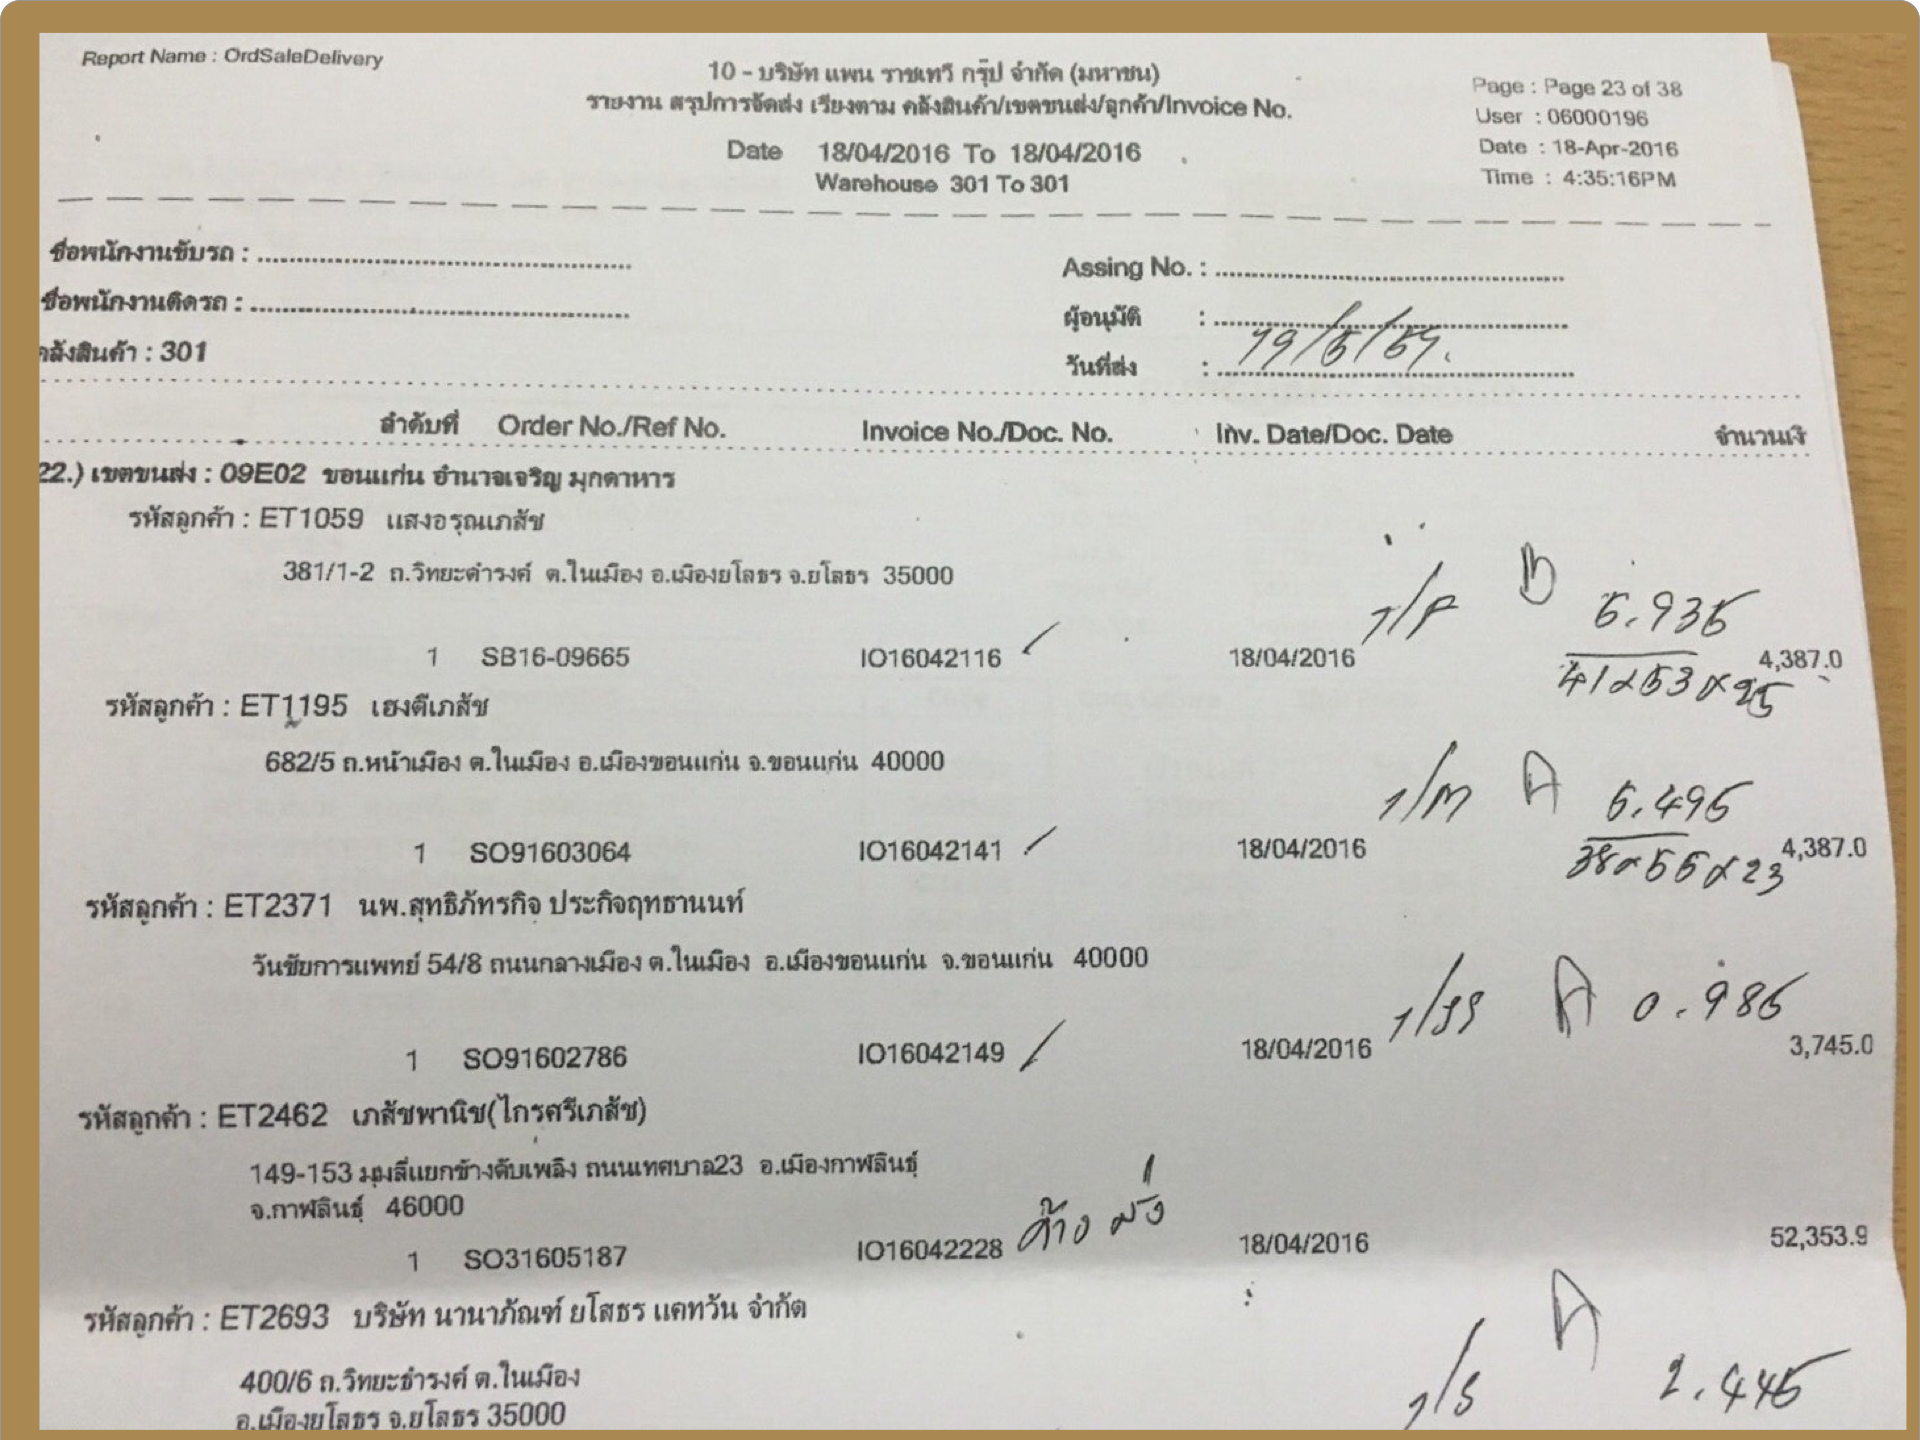 Report Name : OrdSaleDelivery
10 - บริษัท แพน ราชเทวี กรุ๊ป จำกัด (มหาชน)
รายงาน สรุปการจัดส่ง เรียงตาม คลังสินค้า/เขตขนส่ง/ลูกค้า/Invoice No.
Date 18/04/2016 To 18/04/2016
Warehouse 301 To 301
Page : Page 23 of 38
User : 06000196
Date : 18-Apr-2016
Time : 4:35:16PM
ชื่อพนักงานขับรถ :
Assing No. :
ชื่อพนักงานติดรถ :
ผู้อนุมัติ :
คลังสินค้า : 301
วันที่ส่ง : 19/5/59.
ลำดับที่ Order No./Ref No. Invoice No./Doc. No. Inv. Date/Doc. Date จำนวนเงิ
22.) เขตขนส่ง : 09E02 ขอนแก่น อำนาจเจริญ มุกดาหาร
รหัสลูกค้า : ET1059 แสงอรุณเภสัช
381/1-2 ถ.วิทยะดำรงค์ ต.ในเมือง อ.เมืองยโสธร จ.ยโสธร 35000
1/P B 5.935
1 SB16-09665 IO16042116 18/04/2016 4,387.0
41x53x25
รหัสลูกค้า : ET1195 เฮงดีเภสัช
682/5 ถ.หน้าเมือง ต.ในเมือง อ.เมืองขอนแก่น จ.ขอนแก่น 40000
1/M A 5.495
1 SO91603064 IO16042141 18/04/2016 4,387.0
38x55x23
รหัสลูกค้า : ET2371 นพ.สุทธิภัทรกิจ ประกิจฤทธานนท์
วันชัยการแพทย์ 54/8 ถนนกลางเมือง ต.ในเมือง อ.เมืองขอนแก่น จ.ขอนแก่น 40000
A 0.985
1 SO91602786 IO16042149 18/04/2016 3,745.0
รหัสลูกค้า : ET2462 เภสัชพานิช(ไกรศรีเภสัช)
149-153 มุมสี่แยกข้างดับเพลิง ถนนเทศบาล23 อ.เมืองกาฬสินธุ์
จ.กาฬสินธุ์ 46000
1 SO31605187 IO16042228 ค้างส่ง 18/04/2016 52,353.9
รหัสลูกค้า : ET2693 บริษัท นานาภัณฑ์ ยโสธร แคทวัน จำกัด
A
400/6 ถ.วิทยะธำรงค์ ต.ในเมือง
1/S 2.445
อ.เมืองยโสธร จ.ยโสธร 35000